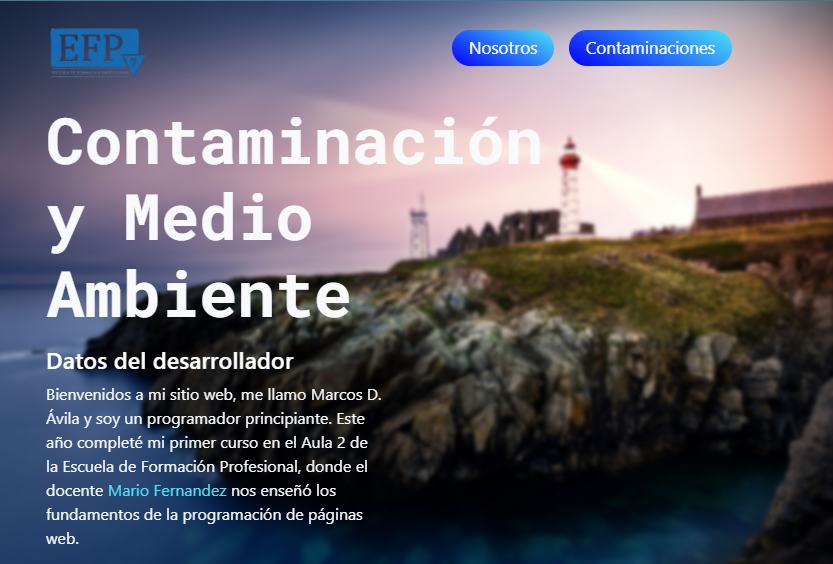 EFP
Nosotros
Contaminaciones
Contaminación
y Medio
Ambiente
Datos del desarrollador
Bienvenidos a mi sitio web, me llamo Marcos D.
Ávila y soy un programador principiante. Este
año completé mi primer curso en el Aula 2 de
la Escuela de Formación Profesional, donde el
docente Mario Fernandez nos enseñó los
fundamentos de la programación de páginas
web.